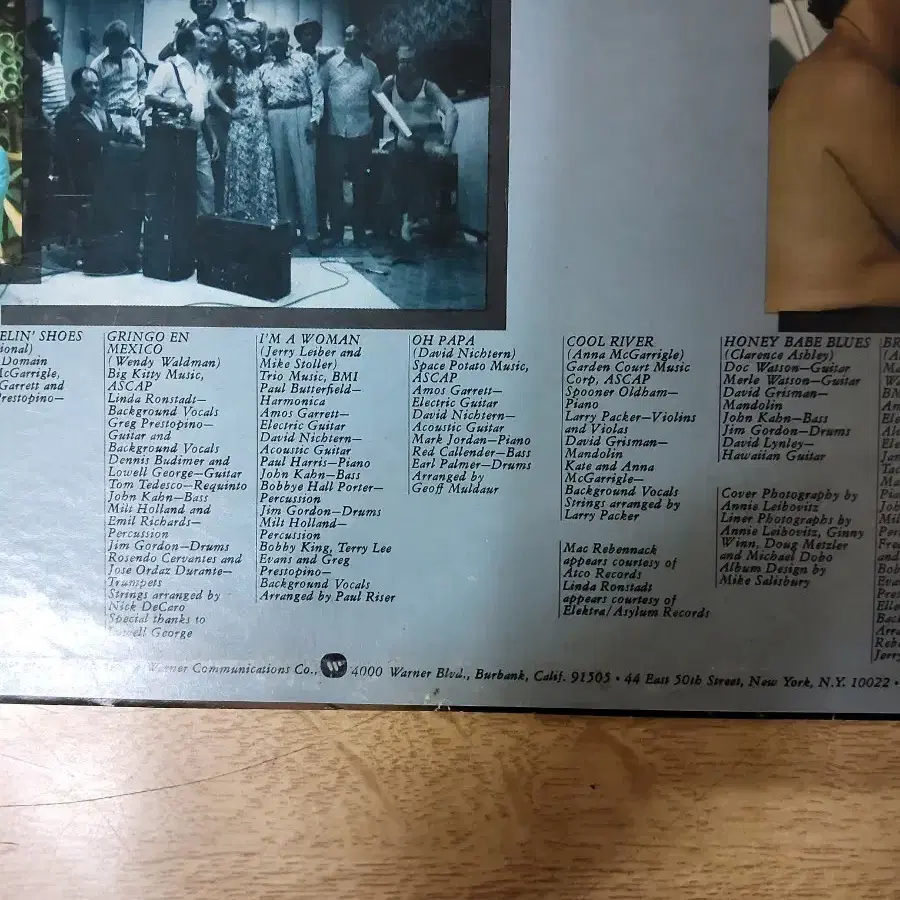 ELIN' SHOES
ional)
Domain
McGarrigle,
Garrett and
Prestopino—
GRINGO EN
MEXICO
(Wendy Waldman)
Big Kitty Music,
ASCAP
Linda Ronstadt—
Background Vocals
Greg Prestopino—
Guitar and
Background Vocals
Dennis Budimer and
Lowell George—Guitar
Tom Tedesco—Requinto
John Kahn—Bass
Milt Holland and
Emil Richards—
Percussion
Jim Gordon—Drums
Rosendo Cervantes and
Jose Ordaz Durante—
Trumpets
Strings arranged by
Nick DeCaro
Special thanks to
Lowell George
I'M A WOMAN
(Jerry Leiber and
Mike Stoller)
Trio Music, BMI
Paul Butterfield—
Harmonica
Amos Garrett—
Electric Guitar
David Nichtern—
Acoustic Guitar
Paul Harris—Piano
John Kahn—Bass
Bobbye Hall Porter—
Percussion
Jim Gordon—Drums
Milt Holland—
Percussion
Bobby King, Terry Lee
Evans and Greg
Prestopino—
Background Vocals
Arranged by Paul Riser
OH PAPA
(David Nichtern)
Space Potato Music,
ASCAP
Amos Garrett—
Electric Guitar
David Nichtern—
Acoustic Guitar
Mark Jordan—Piano
Red Callender—Bass
Earl Palmer—Drums
Arranged by
Geoff Muldaur
COOL RIVER
(Anna McGarrigle)
Garden Court Music
Corp, ASCAP
Spooner Oldham—
Piano
Larry Packer—Violins
and Violas
David Grisman—
Mandolin
Kate and Anna
McGarrigle—
Background Vocals
Strings arranged by
Larry Packer
Mac Rebennack
appears courtesy of
Atco Records
Linda Ronstadt
appears courtesy of
Elektra/Asylum Records
HONEY BABE BLUES
(Clarence Ashley)
Doc Watson—Guitar
Merle Watson—Guitar
David Grisman—
Mandolin
John Kahn—Bass
Jim Gordon—Drums
David Lynley—
Hawaiian Guitar
Cover Photography by
Annie Leibovitz
Liner Photographs by
Annie Leibovitz, Ginny
Winn, Doug Metzler
and Michael Dobo
Album Design by
Mike Salisbury
BR
Warner Communications Co., 4000 Warner Blvd., Burbank, Calif. 91505 • 44 East 50th Street, New York, N.Y. 10022 •